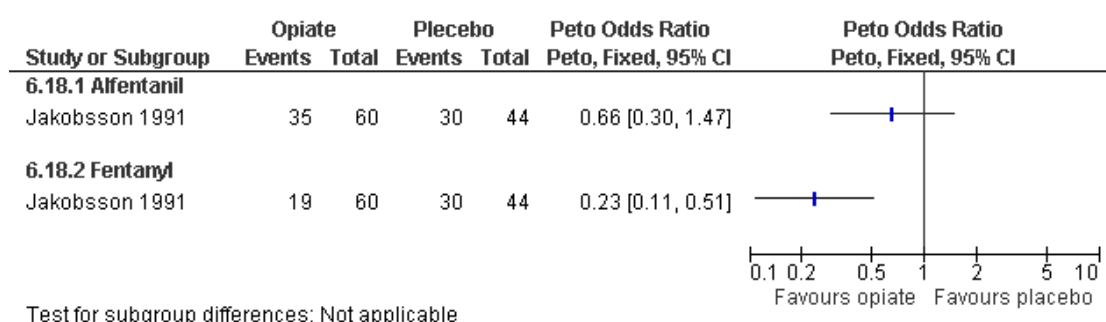 Opiate Plecebo Peto Odds Ratio Peto Odds Ratio
Study or Subgroup Events Total Events Total Peto, Fixed, 95% CI Peto, Fixed, 95% CI
6.18.1 Alfentanil
Jakobsson 1991 35 60 30 44 0.66 [0.30, 1.47]
6.18.2 Fentanyl
Jakobsson 1991 19 60 30 44 0.23 [0.11, 0.51]
0.1 0.2 0.5 1 2 5 10
Favours opiate Favours placebo
Test for subgroup differences: Not applicable